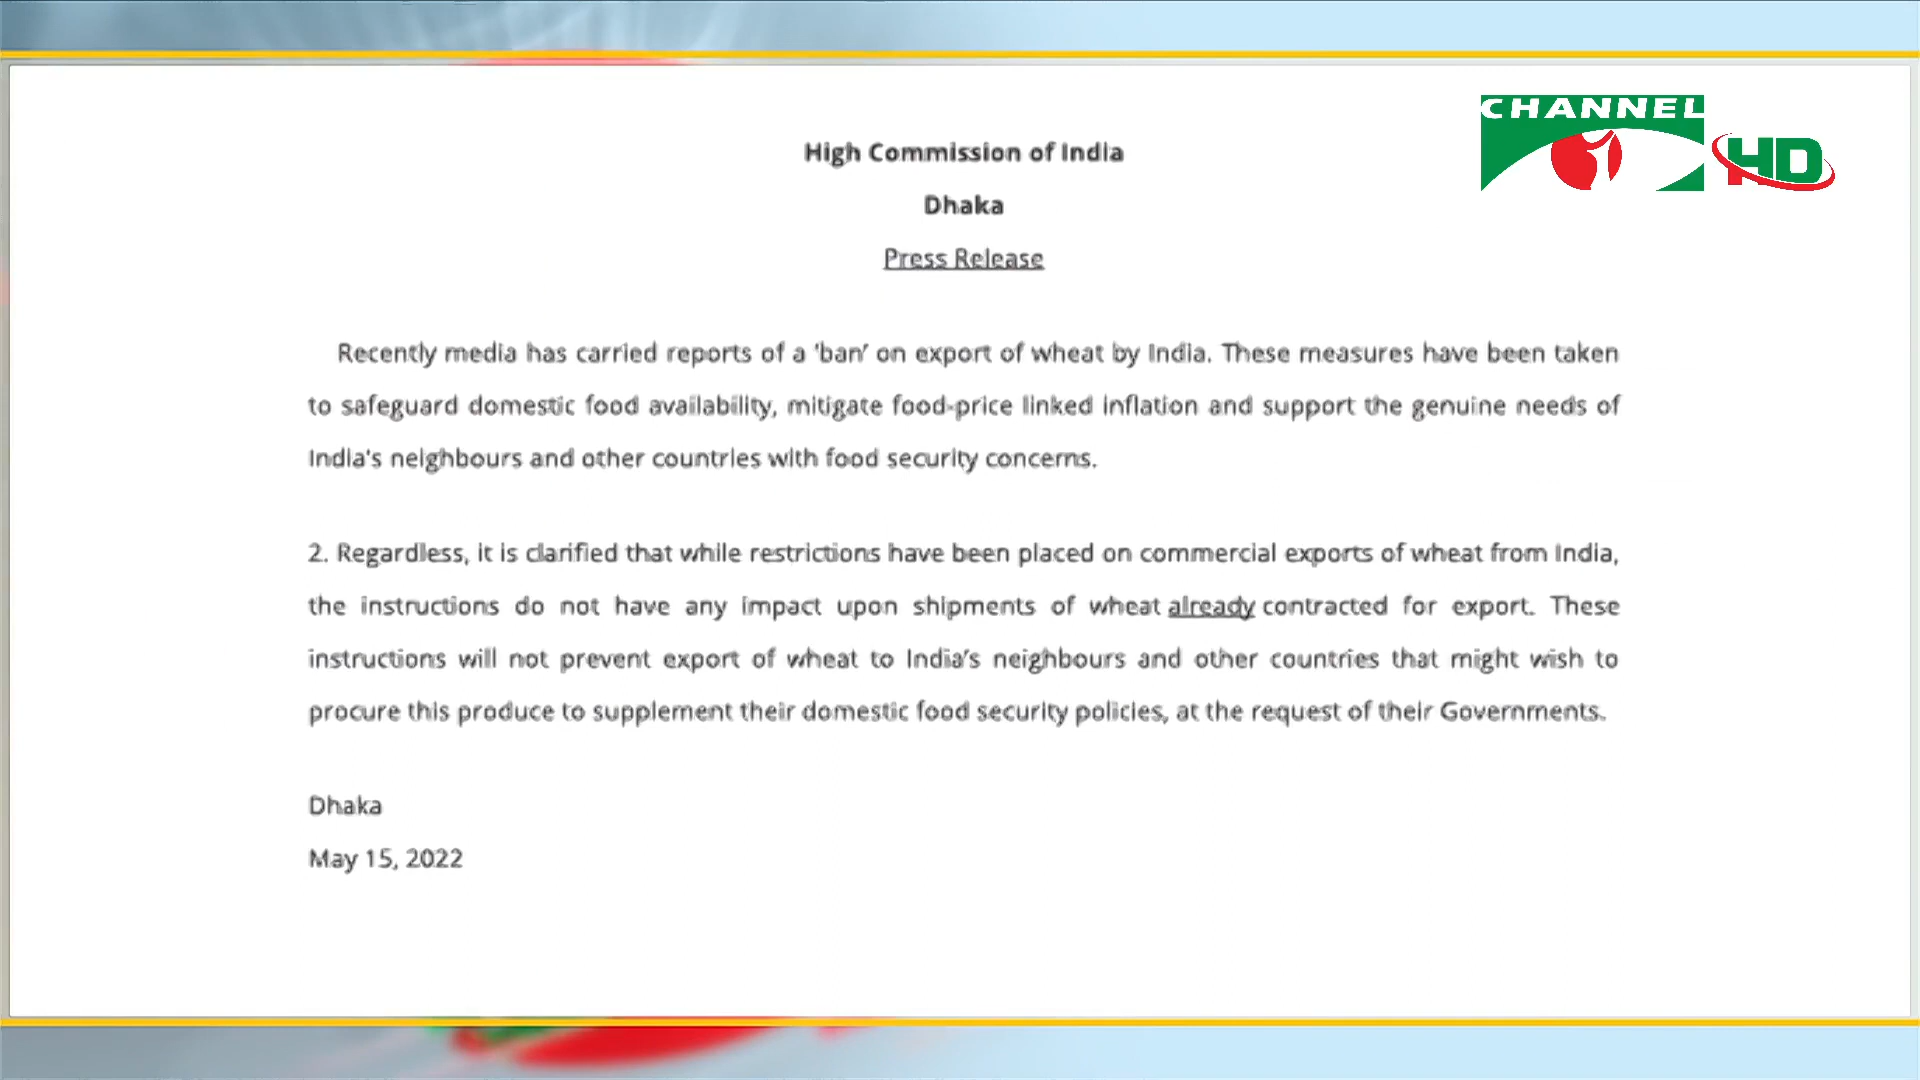 CHANNEL
HD
High Commission of India
Dhaka
Press Release
Recently media has carried reports of a 'ban' on export of wheat by India. These measures have been taken
to safeguard domestic food availability, mitigate food-price linked inflation and support the genuine needs of
India's neighbours and other countries with food security concerns.
2. Regardless, it is clarified that while restrictions have been placed on commercial exports of wheat from India,
the instructions do not have any impact upon shipments of wheat already contracted for export. These
instructions will not prevent export of wheat to India's neighbours and other countries that might wish to
procure this produce to supplement their domestic food security policies, at the request of their Governments.
Dhaka
May 15, 2022